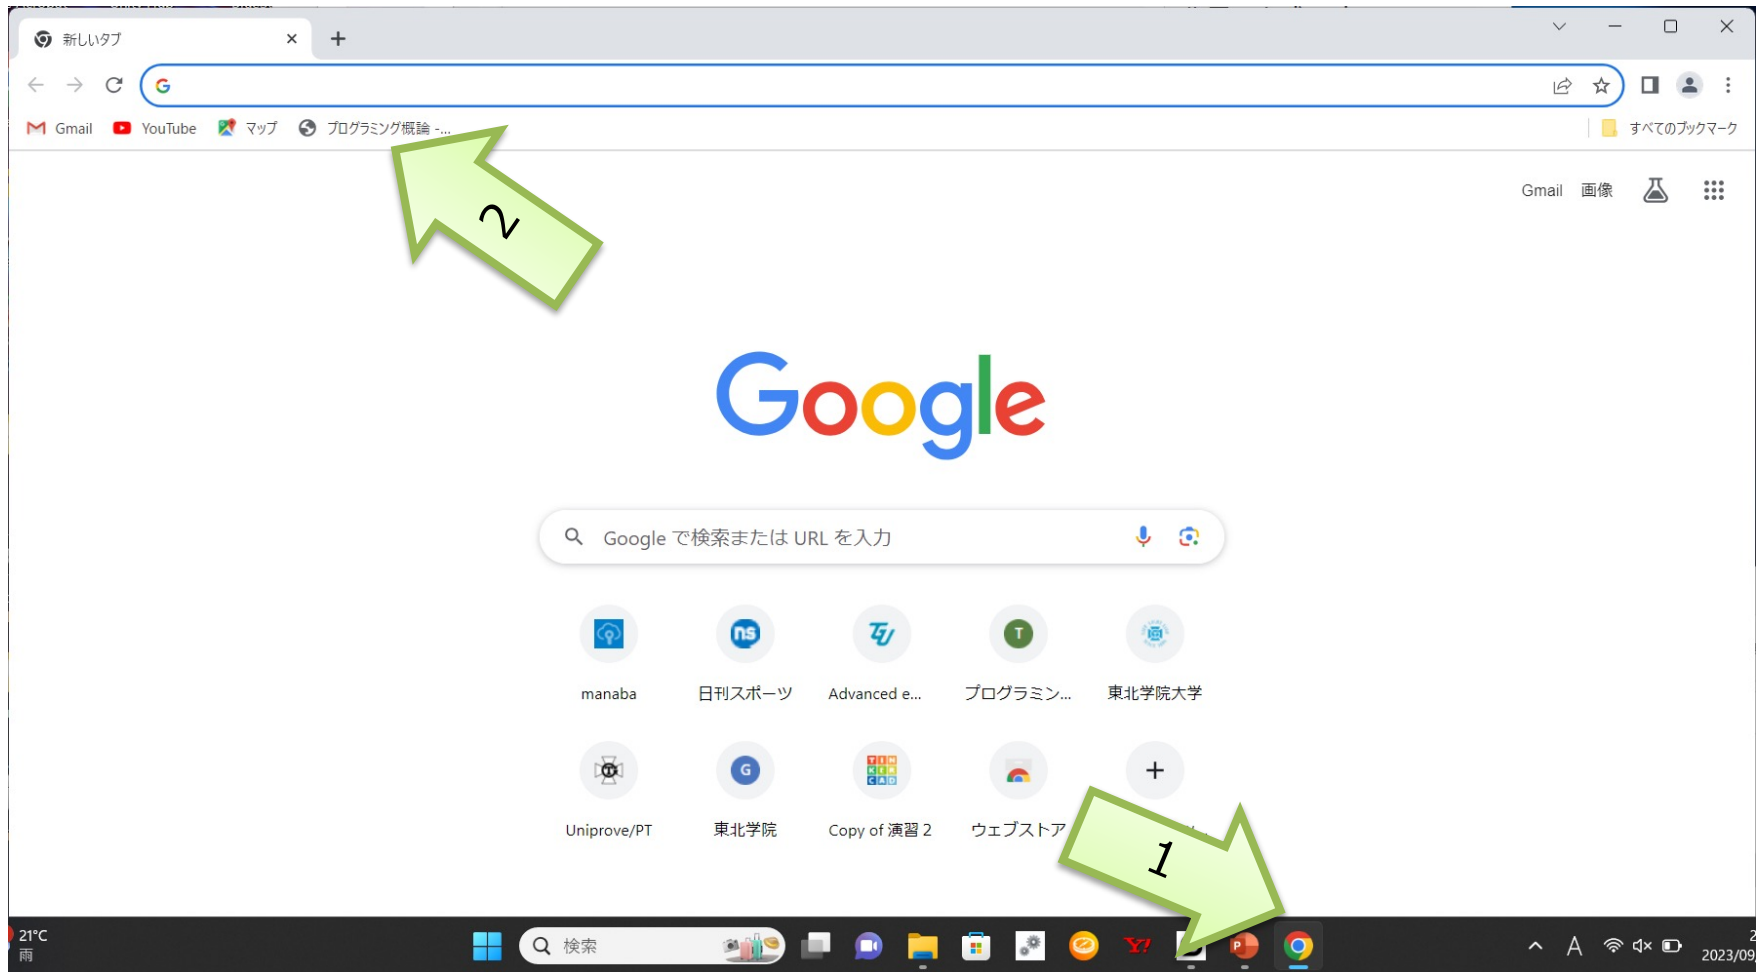 新しいタブ
Gmail YouTube マップ プログラミング概論 -... すべてのブックマーク
Gmail 画像
2
Google
Google で検索または URL を入力
manaba 日刊スポーツ Advanced e... プログラミン... 東北学院大学
Uniprove/PT 東北学院 Copy of 演習 2 ウェブストア
1
21°C
雨
検索
A
2023/09